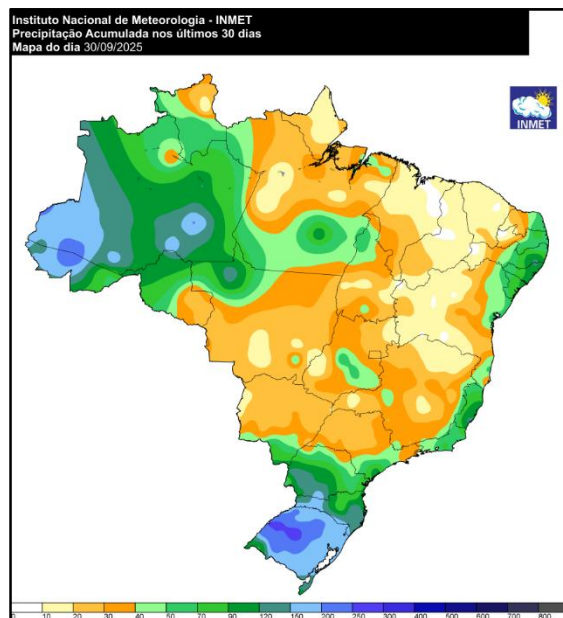 Instituto Nacional de Meteorologia - INMET
Precipitação Acumulada nos últimos 30 dias
Mapa do dia 30/09/2025
INMET
0 10 20 30 40 50 70 90 120 150 200 250 300 400 500 600 700 800